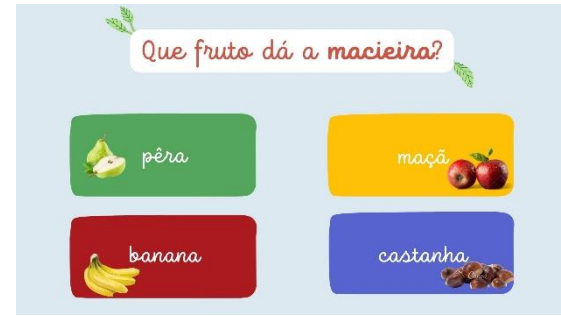 Que fruto dá a macieira?
pêra
maçã
banana
castanha